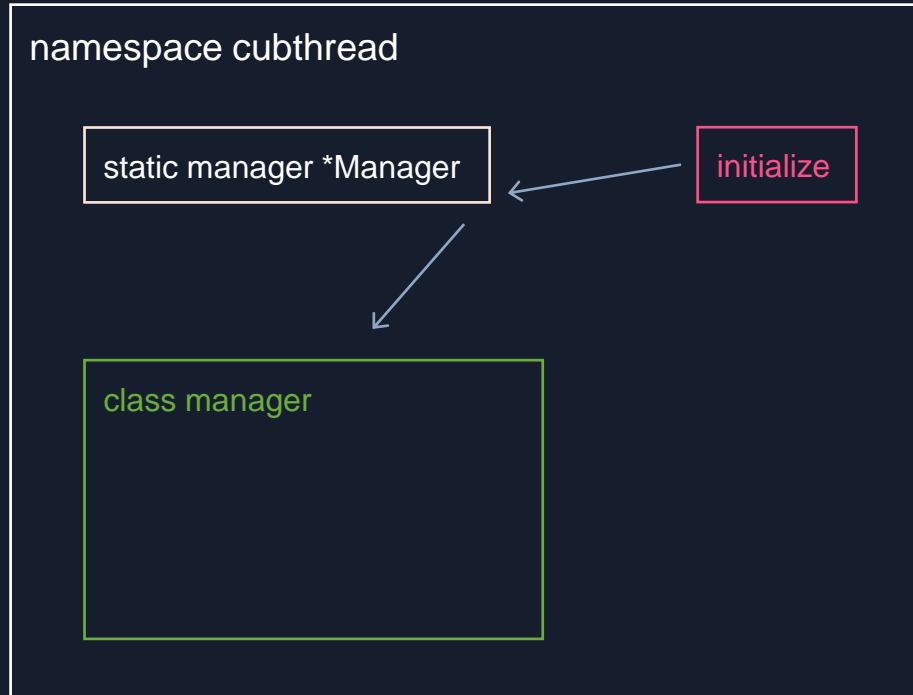 namespace cubthread
static manager *Manager
initialize
class manager